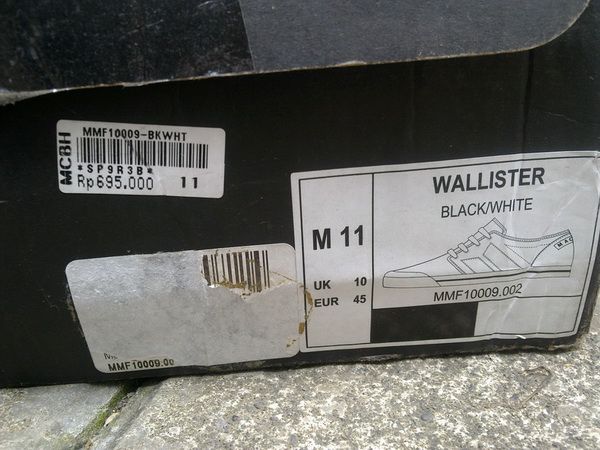 MMF10009-BKWHT
MCBH
*SP9R3B*
Rp695.000 11
WALLISTER
BLACK/WHITE
M 11
UK 10
EUR 45
MMF10009.002
MMF10009.00